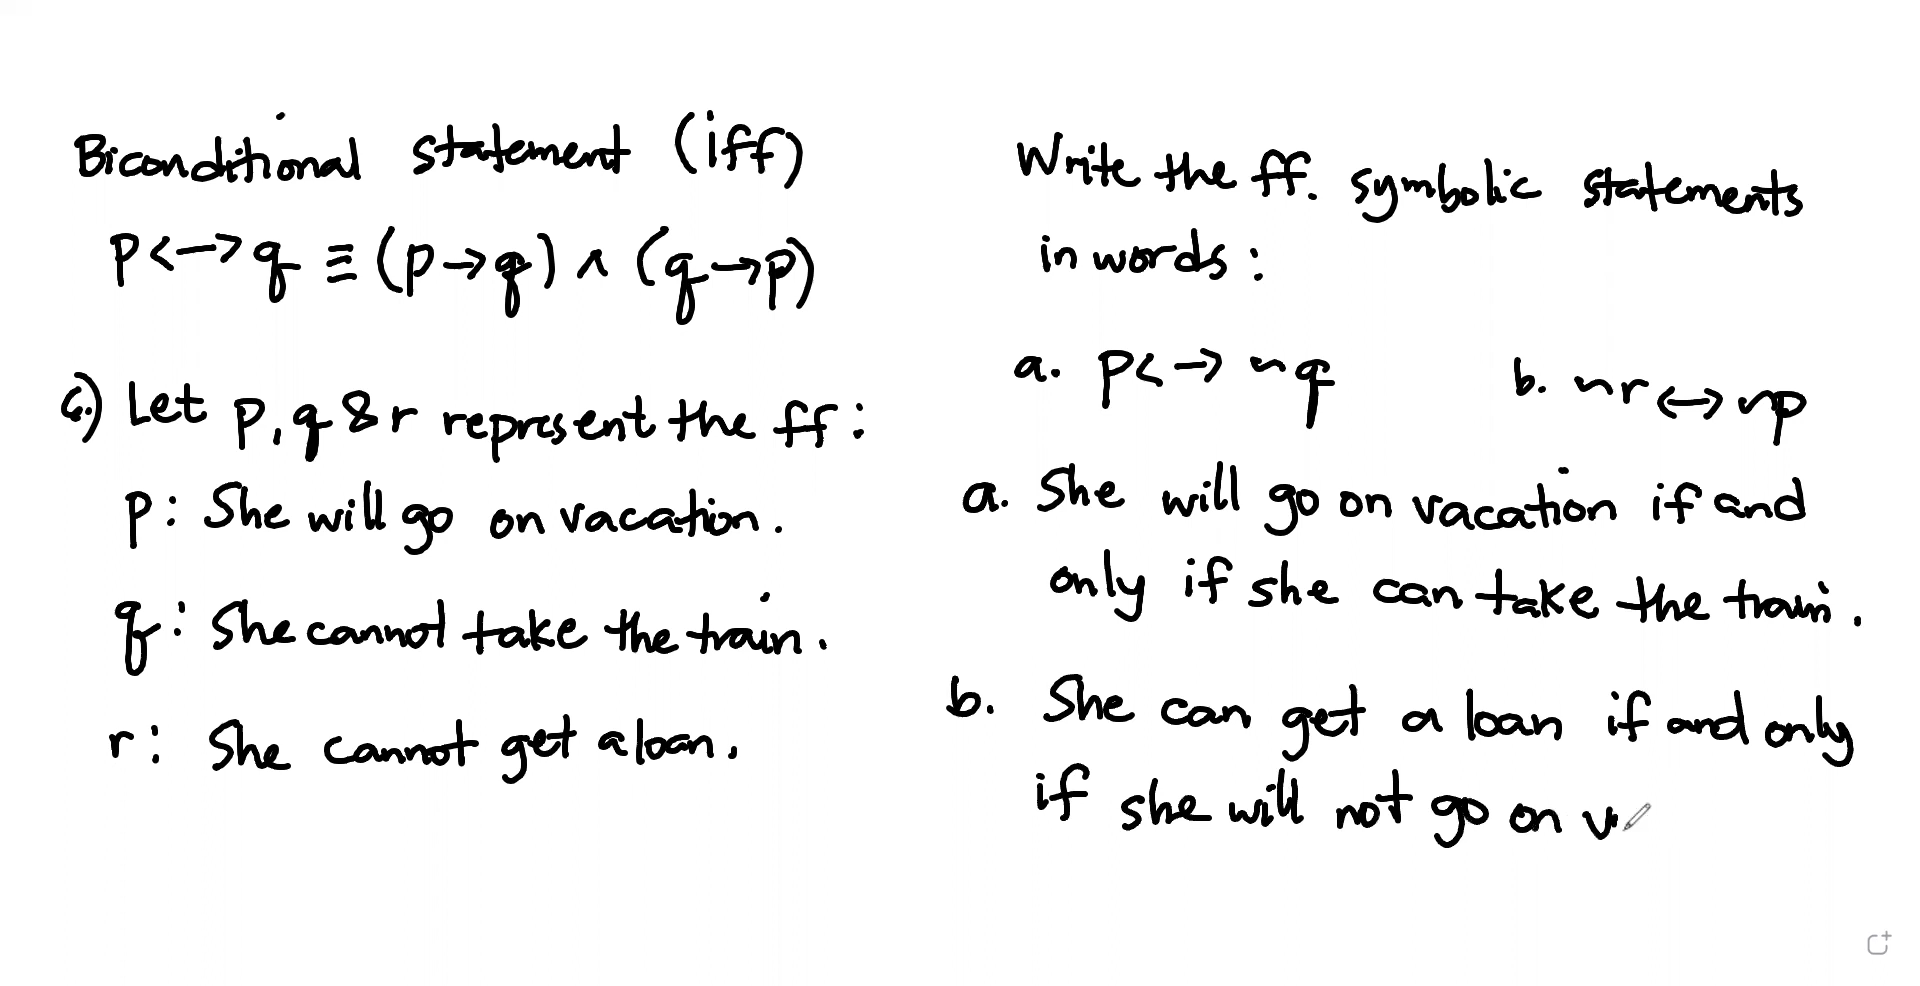 Biconditional statement (iff)
p<->q ≡ (p→q) ∧ (q→p)
6.) Let p, q & r represent the ff:
p: She will go on vacation.
q: She cannot take the train.
r: She cannot get a loan.
Write the ff. symbolic statements
in words:
a. p<-> ~q b. ~r <-> ~p
a. She will go on vacation if and
only if she can take the train.
b. She can get a loan if and only
if she will not go on v